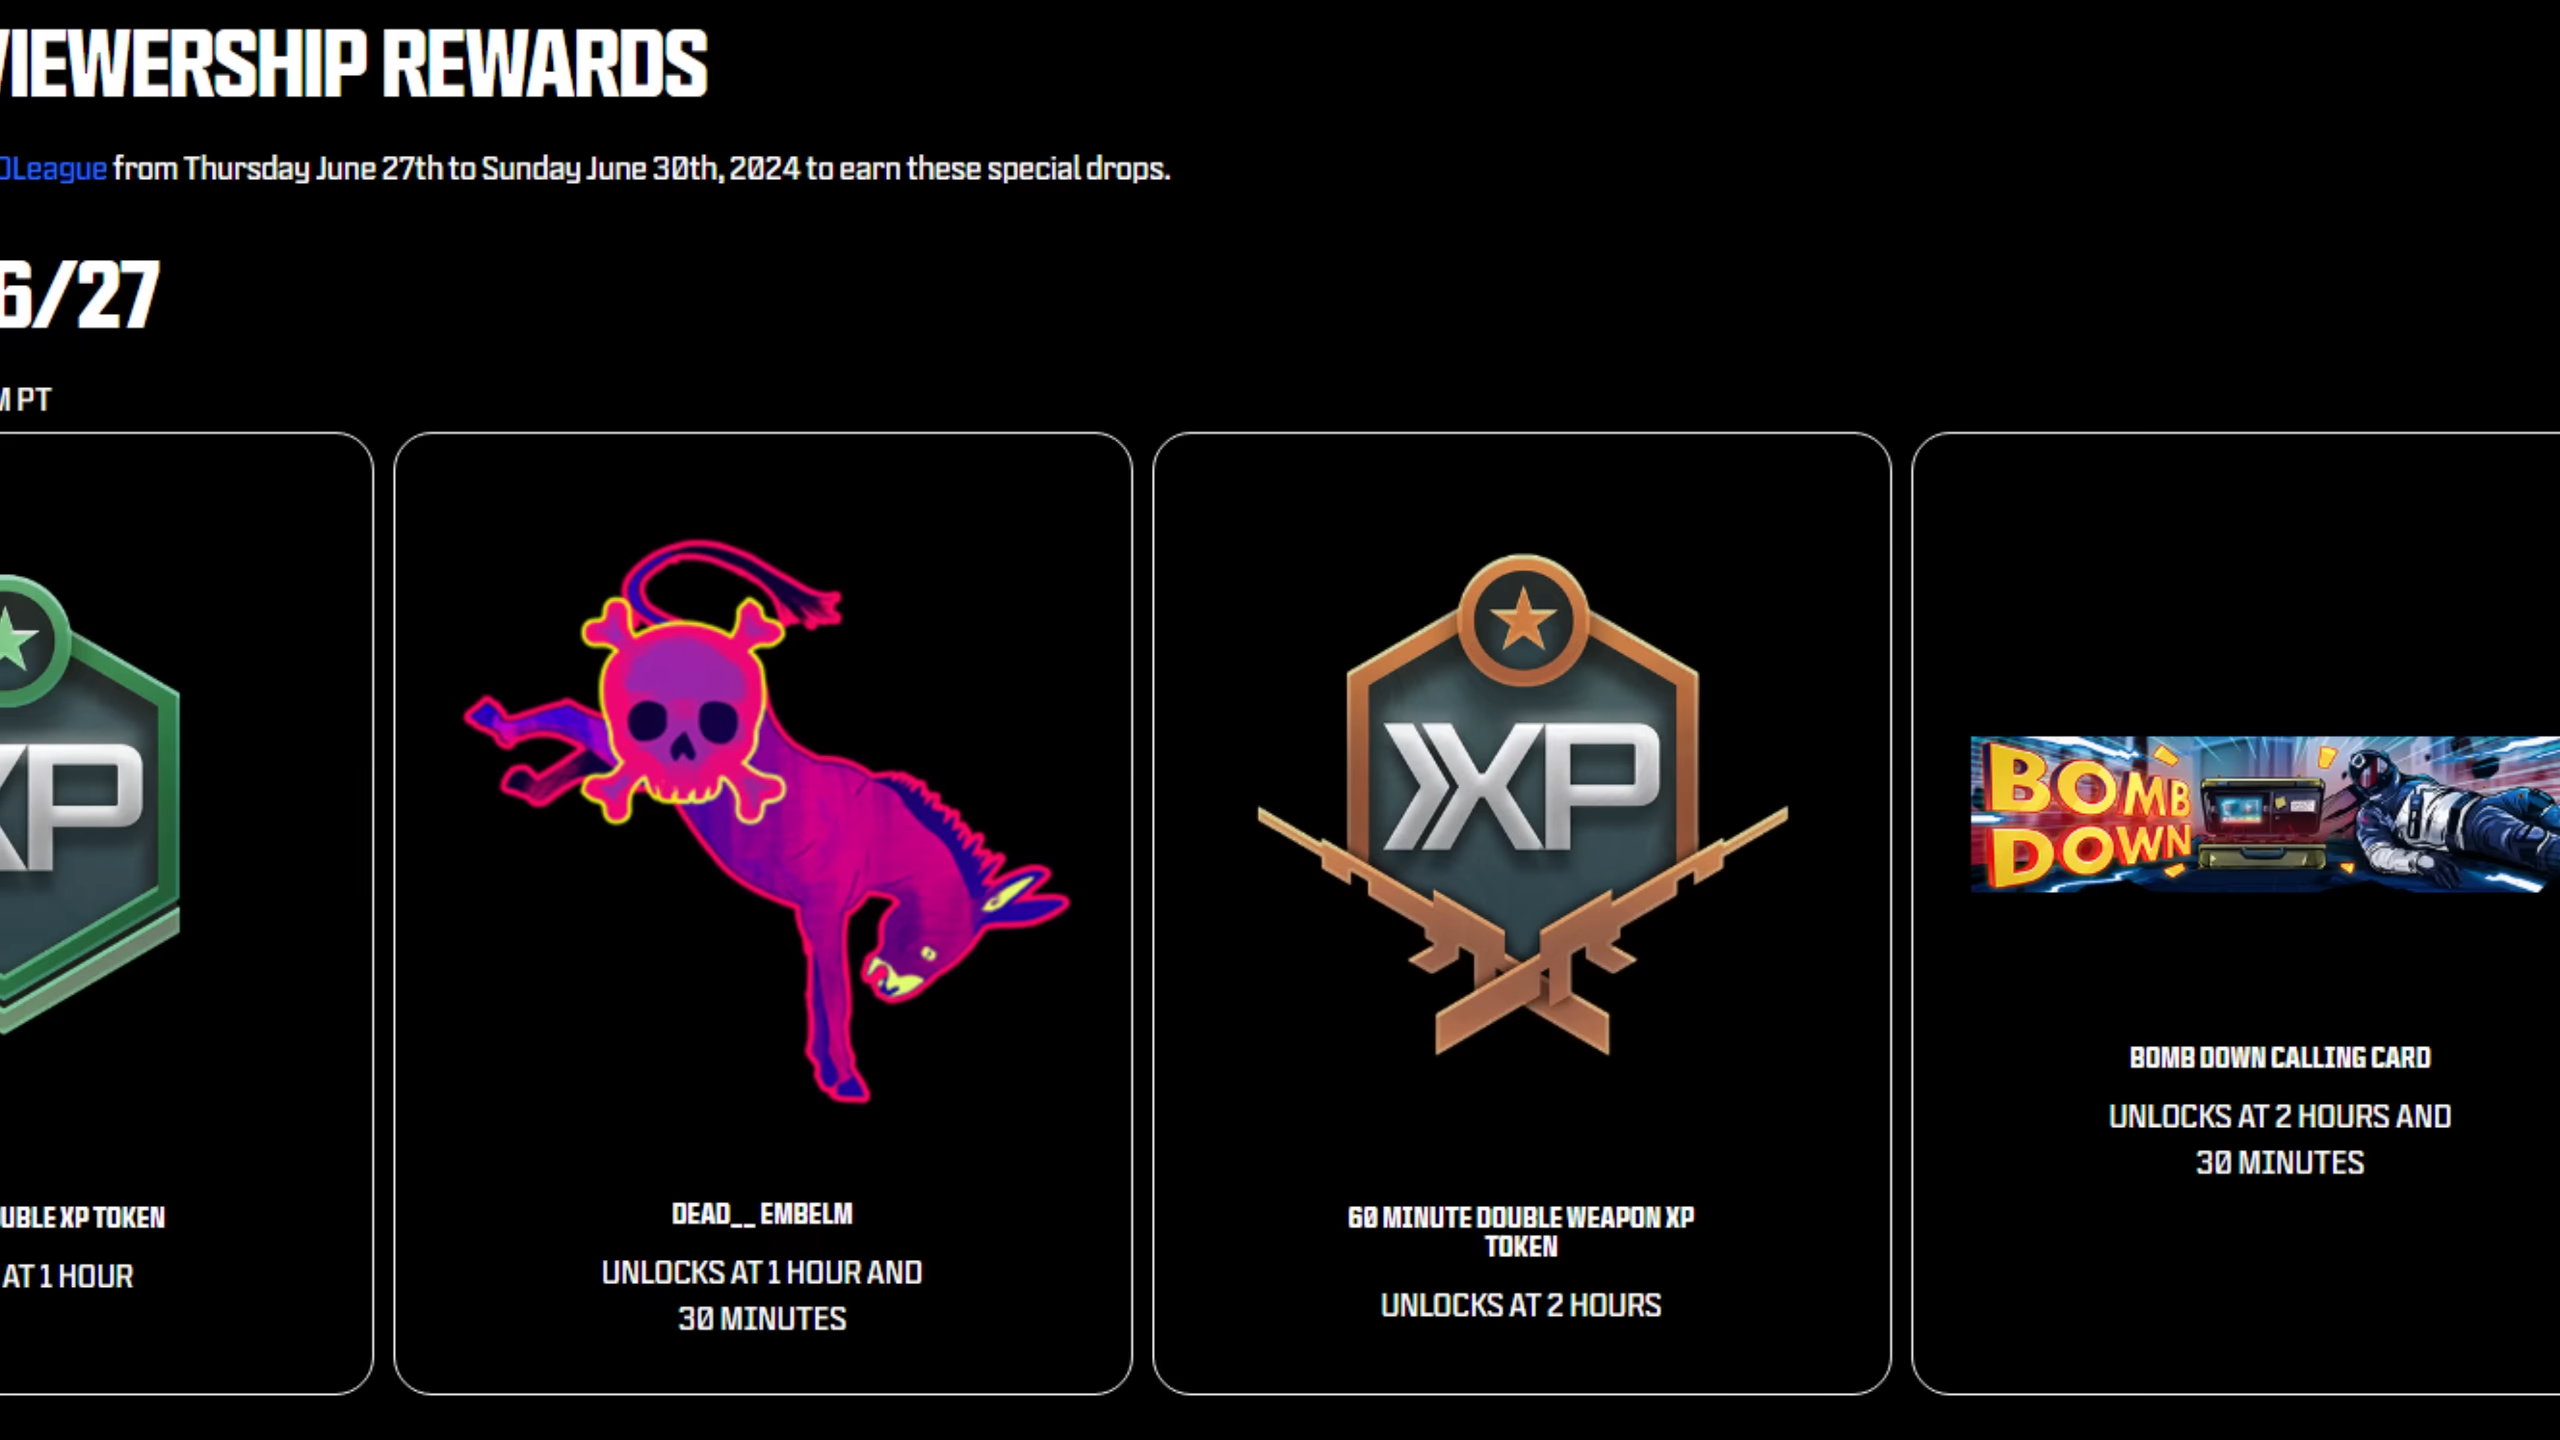 VIEWERSHIP REWARDS
DLeague from Thursday June 27th to Sunday June 30th, 2024 to earn these special drops.
6/27
M PT
XP
UBLE XP TOKEN
AT 1 HOUR
DEAD__ EMBELM
UNLOCKS AT 1 HOUR AND
30 MINUTES
XP
60 MINUTE DOUBLE WEAPON XP
TOKEN
UNLOCKS AT 2 HOURS
BOMB
DOWN
BOMB DOWN CALLING CARD
UNLOCKS AT 2 HOURS AND
30 MINUTES